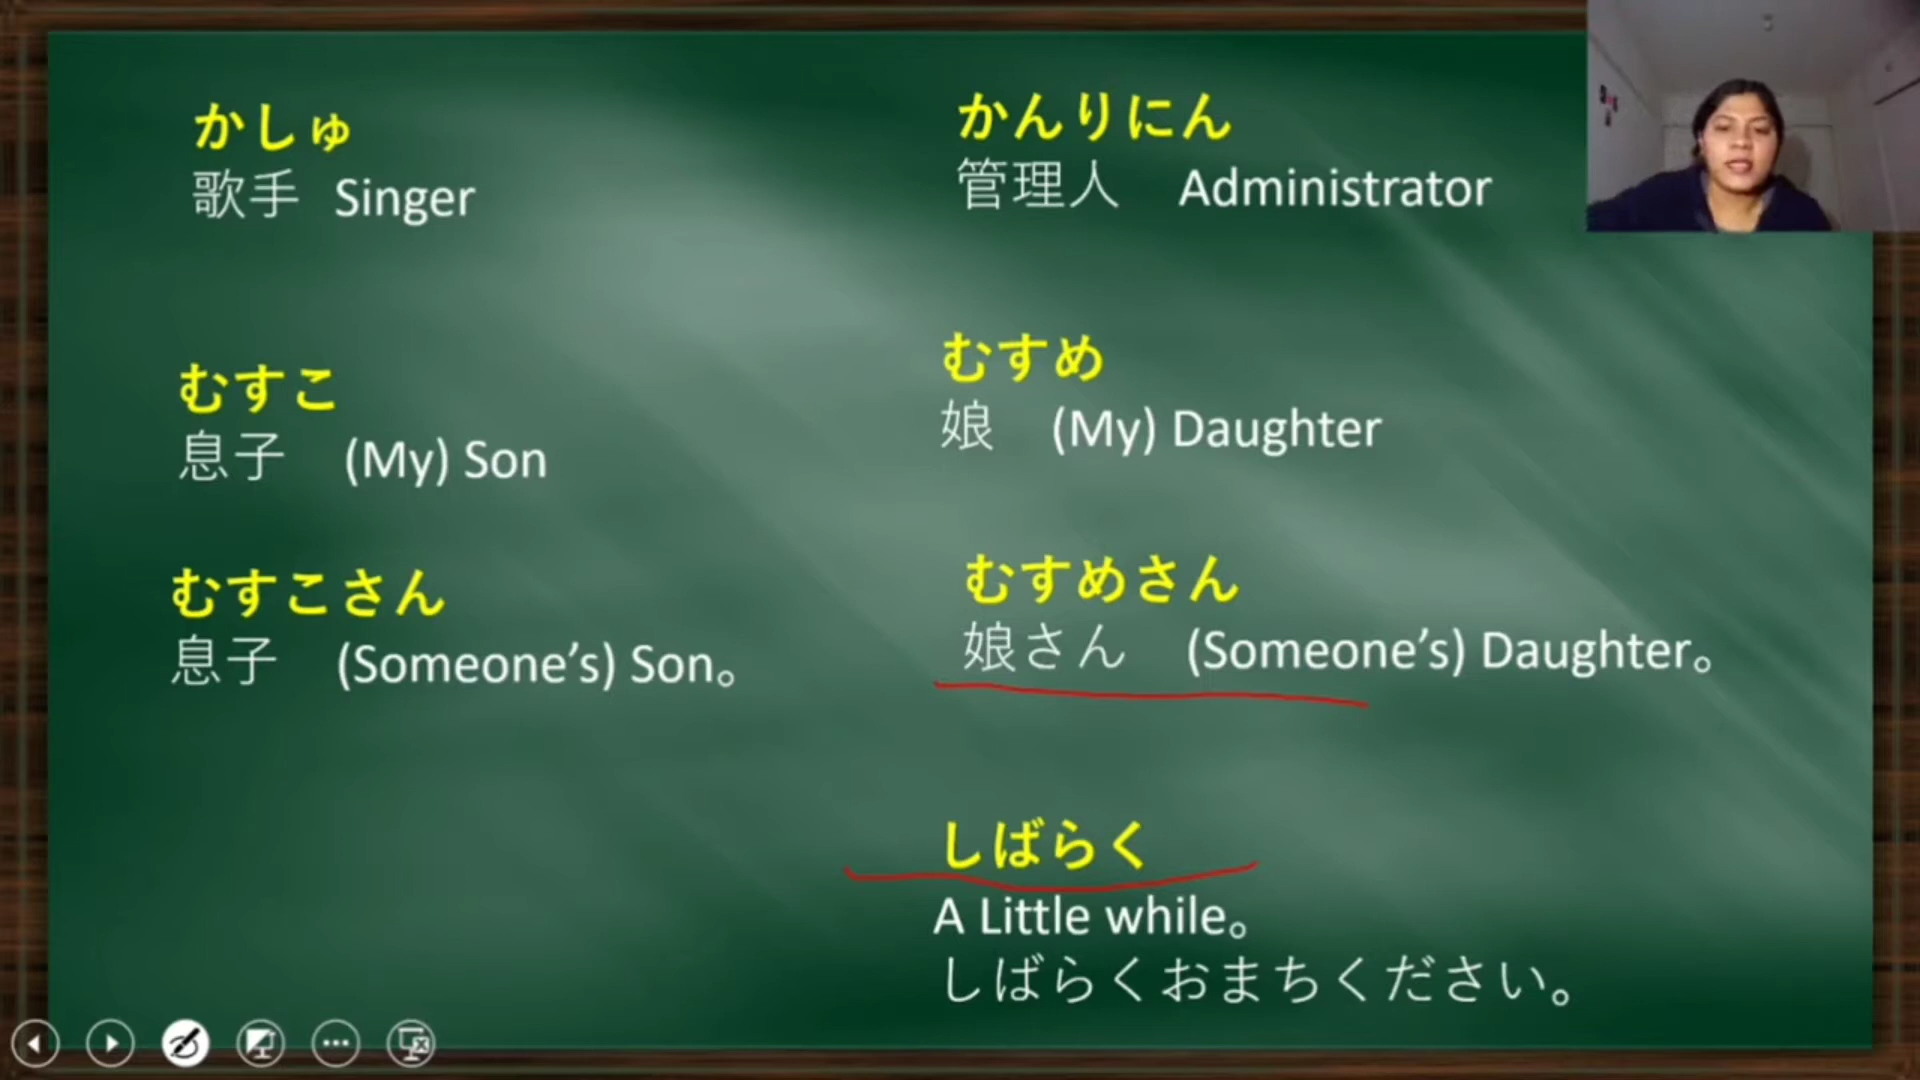 かしゅ
歌手 Singer
かんりにん
管理人 Administrator
むすこ
息子 (My) Son
むすめ
娘 (My) Daughter
むすこさん
息子 (Someone’s) Son。
むすめさん
娘さん (Someone’s) Daughter。
しばらく
A Little while。
しばらくおまちください。